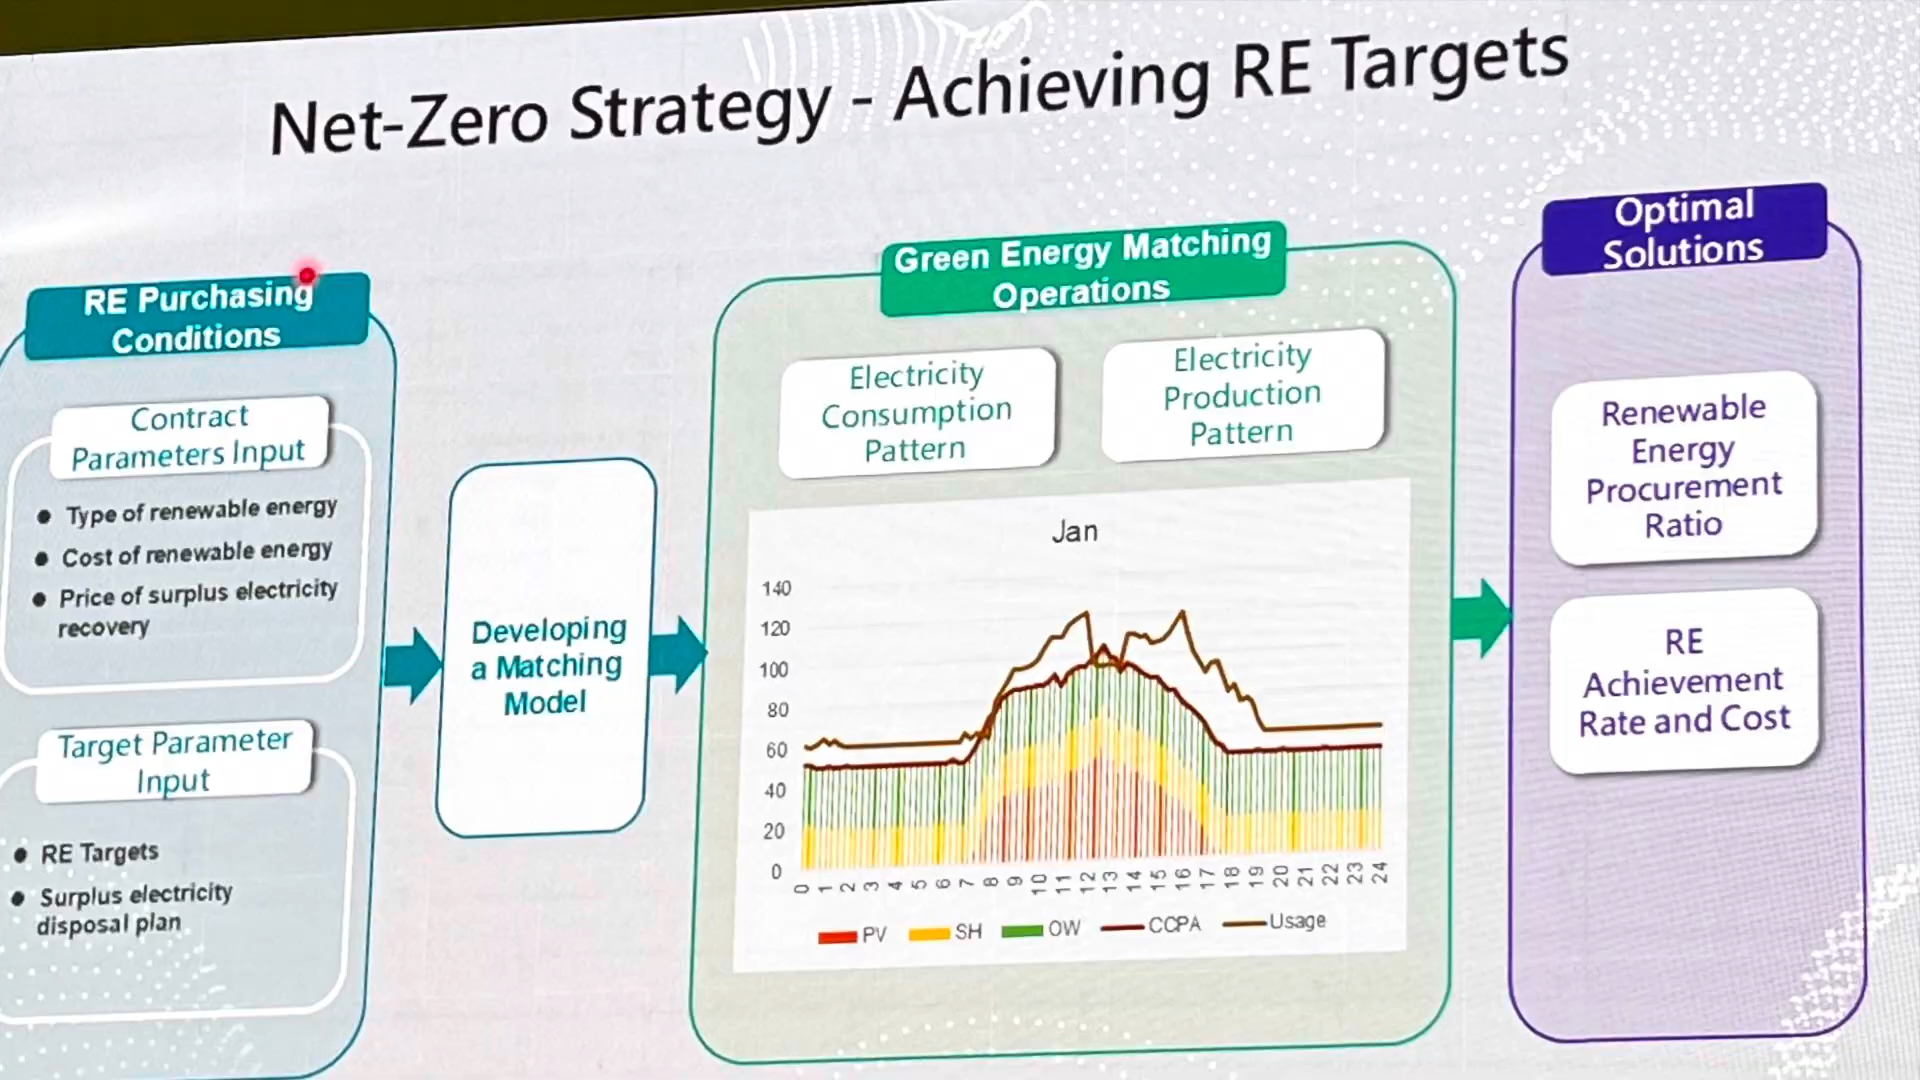 Net-Zero Strategy - Achieving RE Targets
RE Purchasing
Conditions
Contract
Parameters Input
● Type of renewable energy
● Cost of renewable energy
● Price of surplus electricity
recovery
Target Parameter
Input
● RE Targets
● Surplus electricity
disposal plan
Developing
a Matching
Model
Green Energy Matching
Operations
Electricity
Consumption
Pattern
Electricity
Production
Pattern
Jan
140
120
100
80
60
40
20
0
0 1 2 3 4 5 6 7 8 9 10 11 12 13 14 15 16 17 18 19 20 21 22 23 24
PV SH OW CCPA Usage
Optimal
Solutions
Renewable
Energy
Procurement
Ratio
RE
Achievement
Rate and Cost